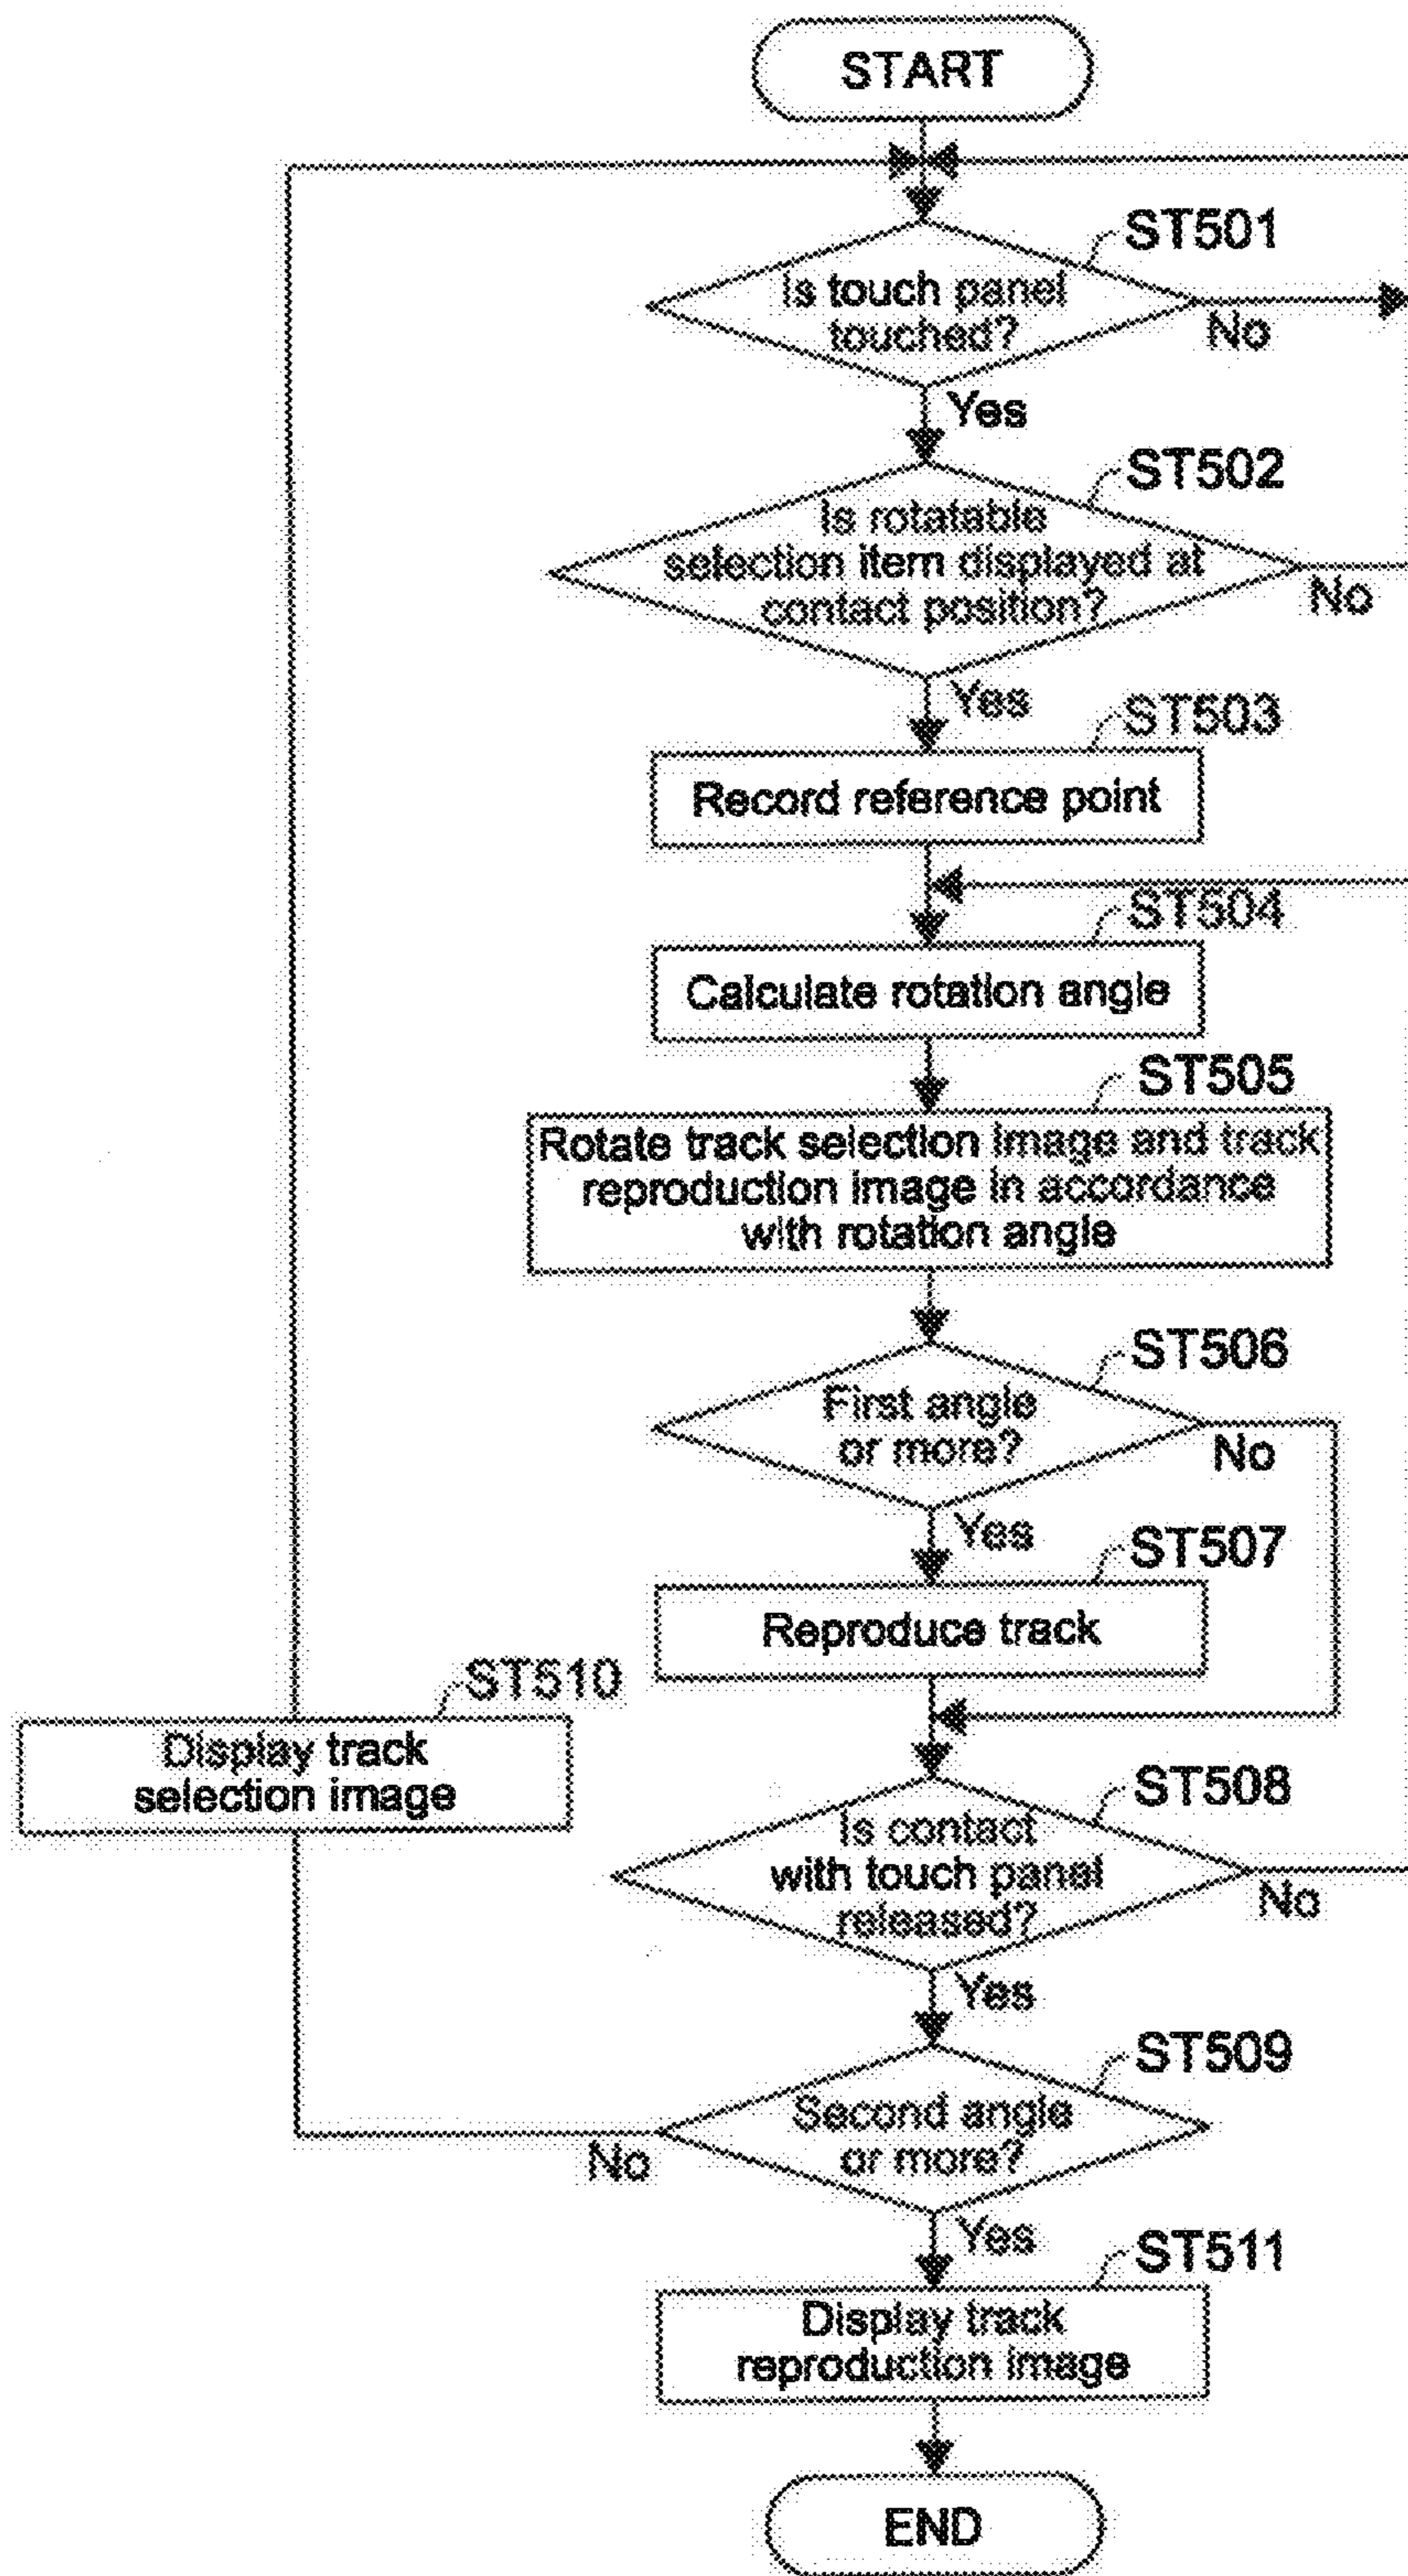 START
ST501
Is touch panel
touched?
No
Yes
ST502
Is rotatable
selection item displayed at
contact position?
No
Yes
ST503
Record reference point
ST504
Calculate rotation angle
ST505
Rotate track selection image and track
reproduction image in accordance
with rotation angle
ST506
First angle
or more?
No
Yes
ST507
Reproduce track
ST510
Display track
selection image
ST508
Is contact
with touch panel
released?
No
Yes
ST509
Second angle
or more?
No
Yes
ST511
Display track
reproduction image
END